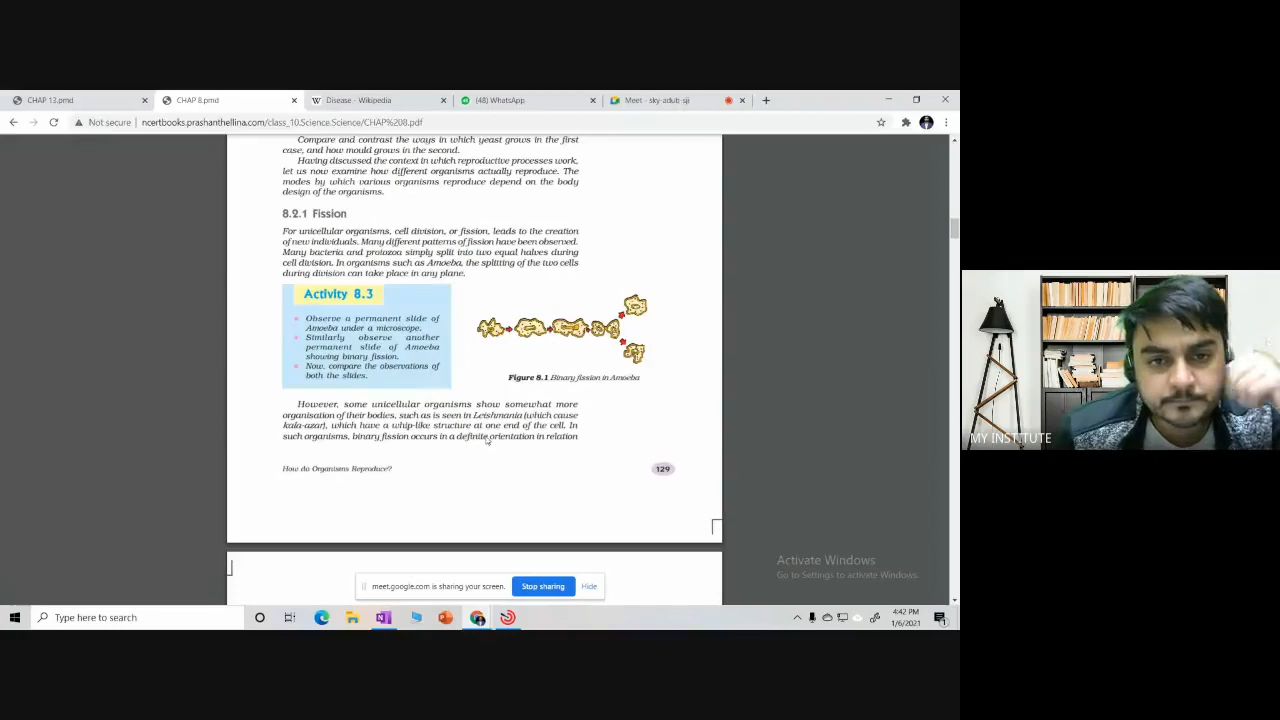 CHAP 13.pmd
CHAP 8.pmd
Disease - Wikipedia
(48) WhatsApp
Meet - sky-adub-sji
Not secure
ncertbooks.prashanthellina.com/class_10.Science.Science/CHAP%208.pdf
Compare and contrast the ways in which yeast grows in the first
case, and how mould grows in the second.
Having discussed the context in which reproductive processes work,
let us now examine how different organisms actually reproduce. The
modes by which various organisms reproduce depend on the body
design of the organisms.
8.2.1 Fission
For unicellular organisms, cell division, or fission, leads to the creation
of new individuals. Many different patterns of fission have been observed.
Many bacteria and protozoa simply split into two equal halves during
cell division. In organisms such as Amoeba, the splitting of the two cells
during division can take place in any plane.
Activity 8.3
Observe a permanent slide of
Amoeba under a microscope.
Similarly observe another
permanent slide of Amoeba
showing binary fission.
Now, compare the observations of
both the slides.
Figure 8.1 Binary fission in Amoeba
However, some unicellular organisms show somewhat more
organisation of their bodies, such as is seen in Leishmania (which cause
kala-azar), which have a whip-like structure at one end of the cell. In
such organisms, binary fission occurs in a definite orientation in relation
How do Organisms Reproduce?
129
MY INSTITUTE
Activate Windows
Go to Settings to activate Windows.
meet.google.com is sharing your screen.
Stop sharing
Hide
Type here to search
4:42 PM
1/6/2021